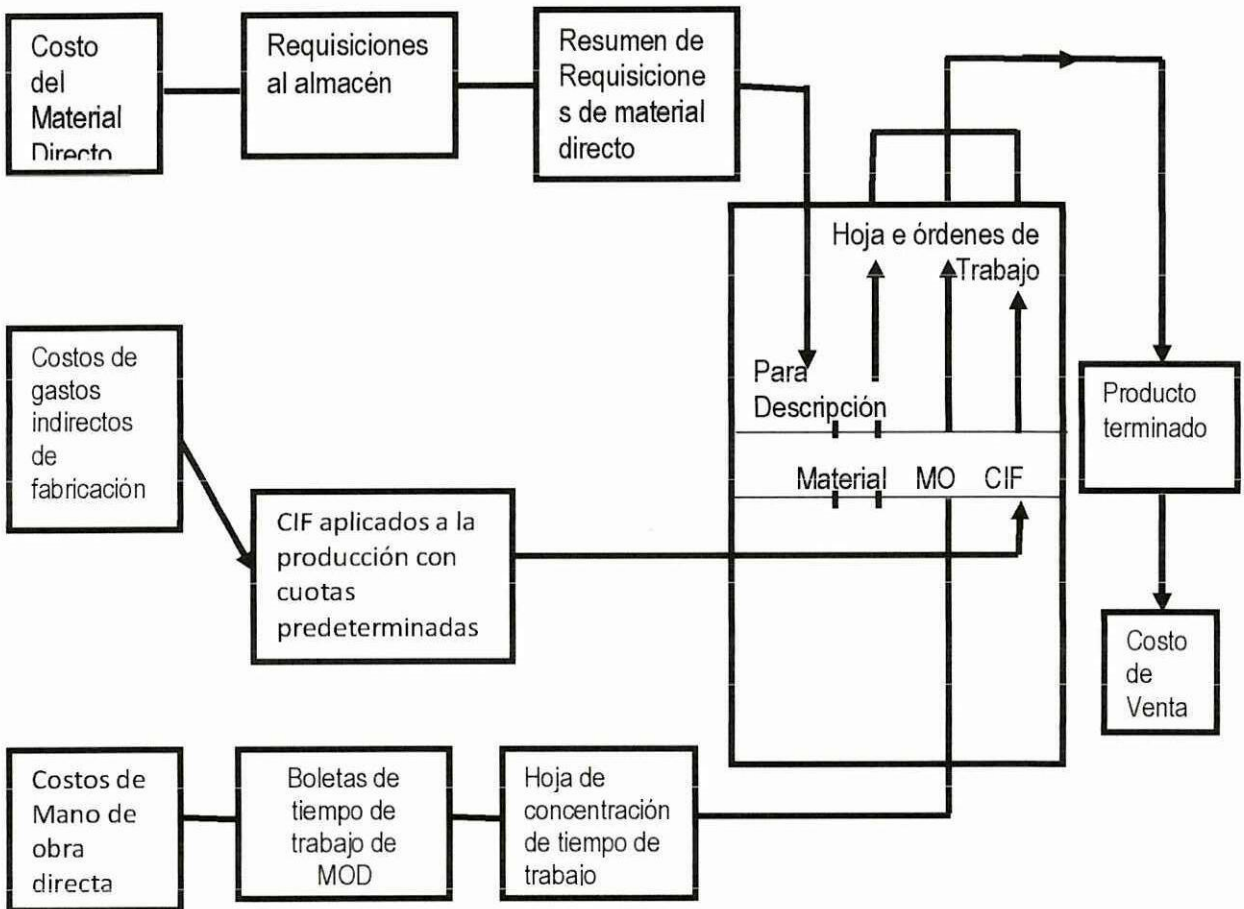 Costo
del
Material
Directo
Requisiciones
al almacén
Resumen de
Requisicione
s de material
directo
Hoja e órdenes de
Trabajo
Para
Descripción
Material MO CIF
Costos de
gastos
indirectos
de
fabricación
CIF aplicados a la
producción con
cuotas
predeterminadas
Producto
terminado
Costo
de
Venta
Costos de
Mano de
obra
directa
Boletas de
tiempo de
trabajo de
MOD
Hoja de
concentración
de tiempo de
trabajo